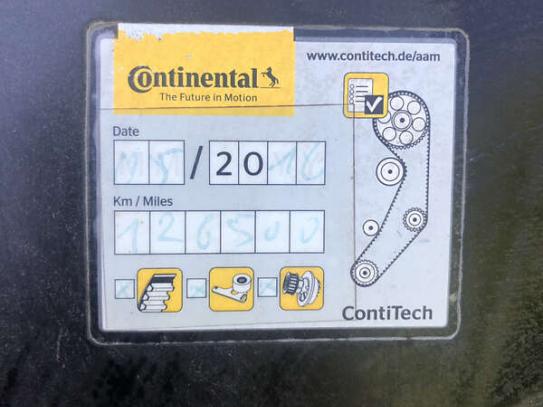 www.contitech.de/aam
Continental
The Future in Motion
Date
/ 20
Km / Miles
126500
ContiTech